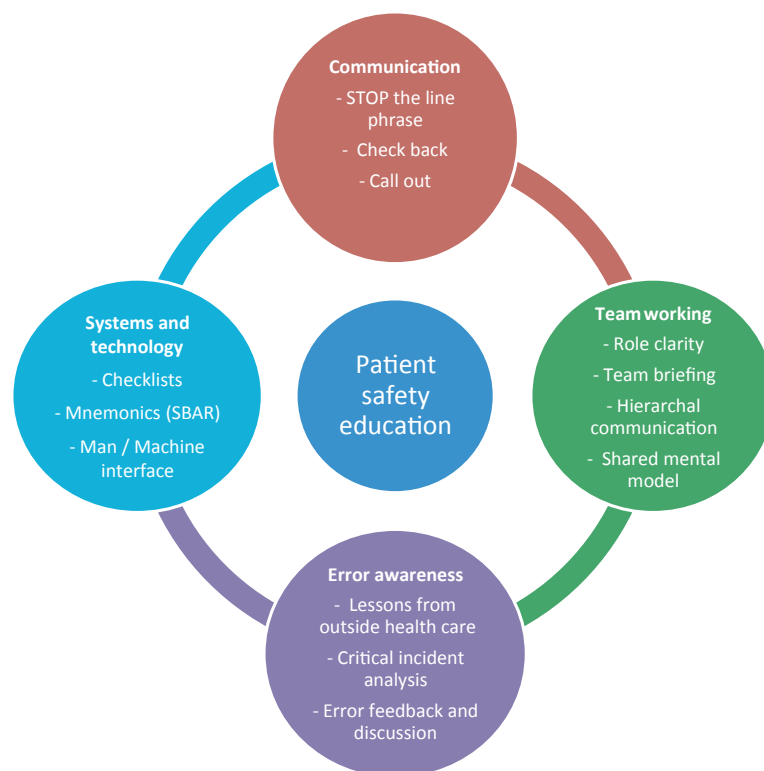 Communication
- STOP the line
phrase
- Check back
- Call out
Systems and
technology
- Checklists
- Mnemonics (SBAR)
- Man / Machine
interface
Patient
safety
education
Team working
- Role clarity
- Team briefing
- Hierarchal
communication
- Shared mental
model
Error awareness
- Lessons from
outside health care
- Critical incident
analysis
- Error feedback and
discussion